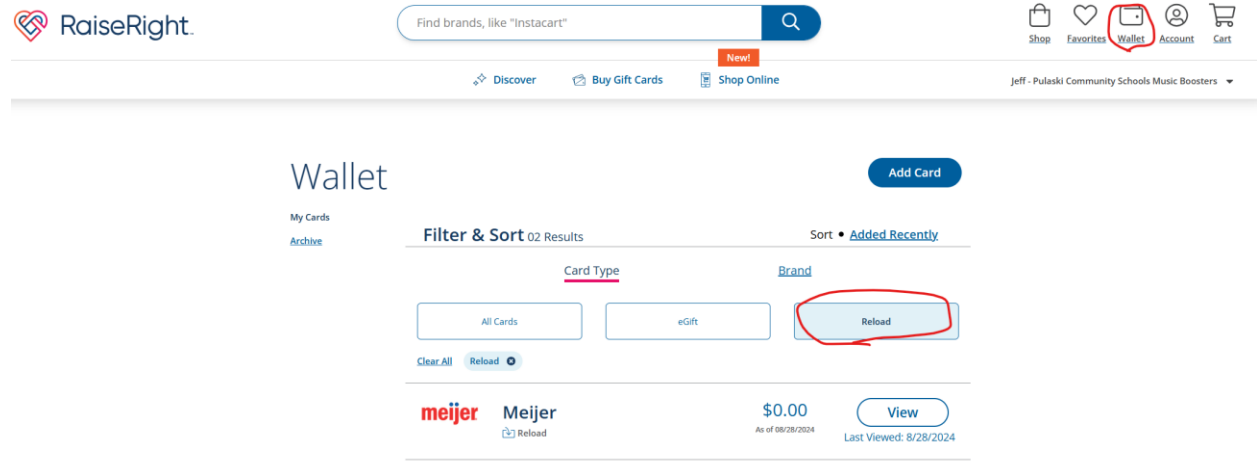 RaiseRight.
Find brands, like "Instacart"
Shop Favorites Wallet Account Cart
New!
Discover Buy Gift Cards Shop Online
Jeff - Pulaski Community Schools Music Boosters
Wallet
Add Card
My Cards
Archive
Filter & Sort 02 Results
Sort • Added Recently
Card Type Brand
All Cards eGift Reload
Clear All Reload
meijer Meijer $0.00 View
Reload As of 08/28/2024 Last Viewed: 8/28/2024